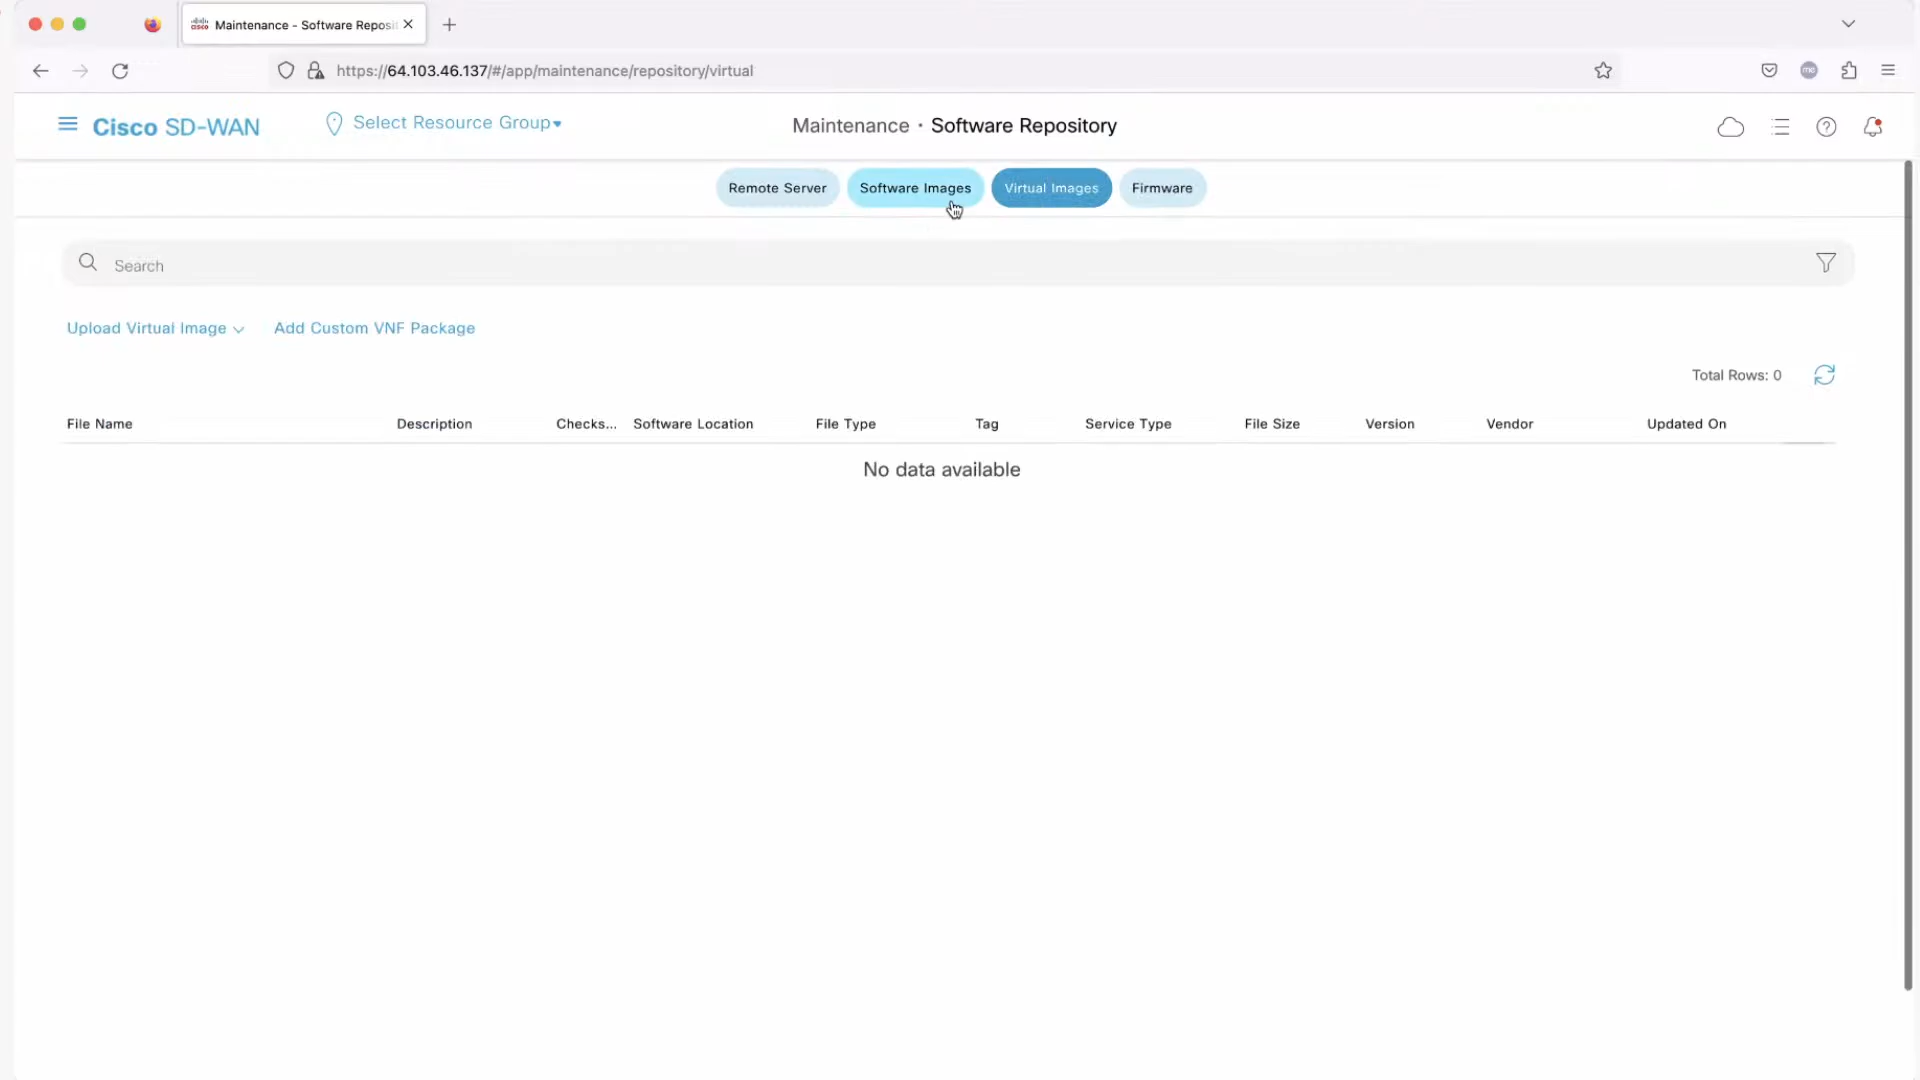 Maintenance - Software Reposi
https://64.103.46.137/#/app/maintenance/repository/virtual
me
Cisco SD-WAN
Select Resource Group
Maintenance · Software Repository
Remote Server
Software Images
Virtual Images
Firmware
Search
Upload Virtual Image
Add Custom VNF Package
Total Rows: 0
File Name Description Checks... Software Location File Type Tag Service Type File Size Version Vendor Updated On
No data available